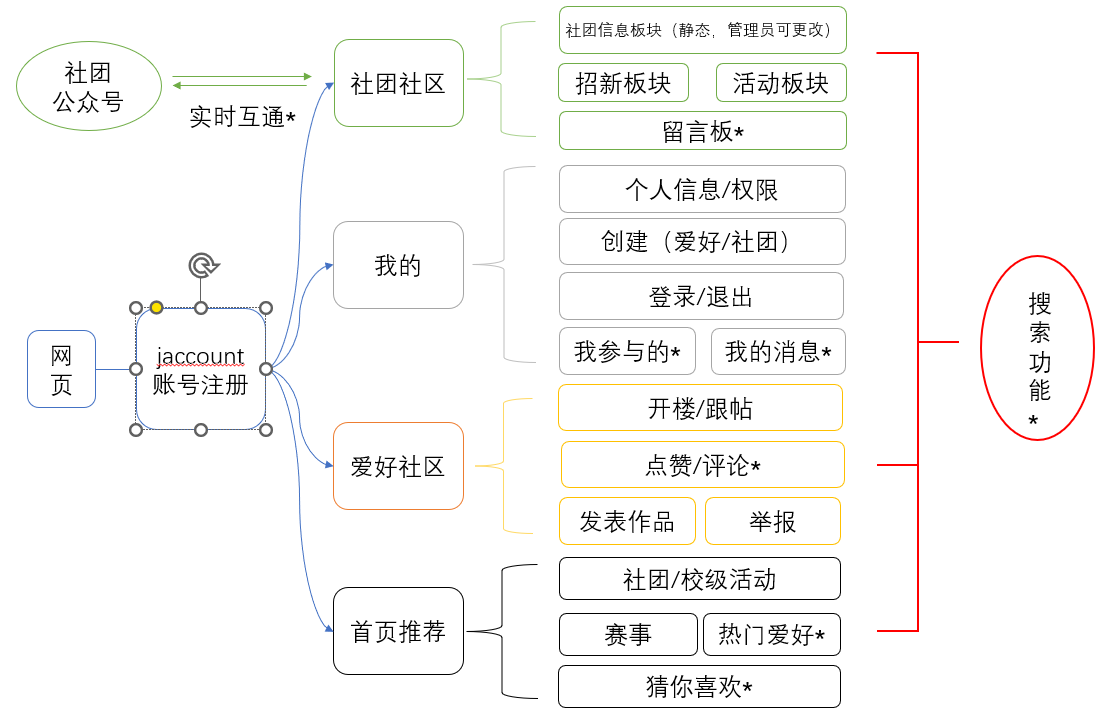 社团
公众号
实时互通*
网
页
jaccount
账号注册
社团社区
社团信息板块（静态，管理员可更改）
招新板块
活动板块
留言板*
我的
个人信息/权限
创建（爱好/社团）
登录/退出
我参与的*
我的消息*
爱好社区
开楼/跟帖
点赞/评论*
发表作品
举报
首页推荐
社团/校级活动
赛事
热门爱好*
猜你喜欢*
搜
索
功
能
*